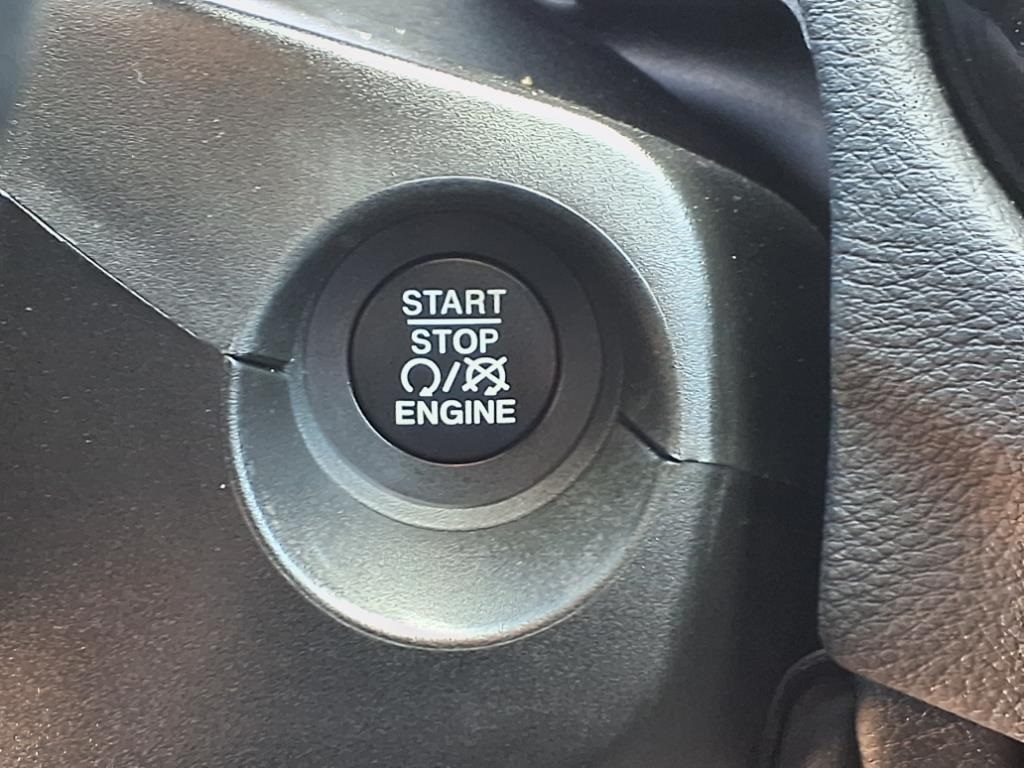 START
STOP
/
ENGINE